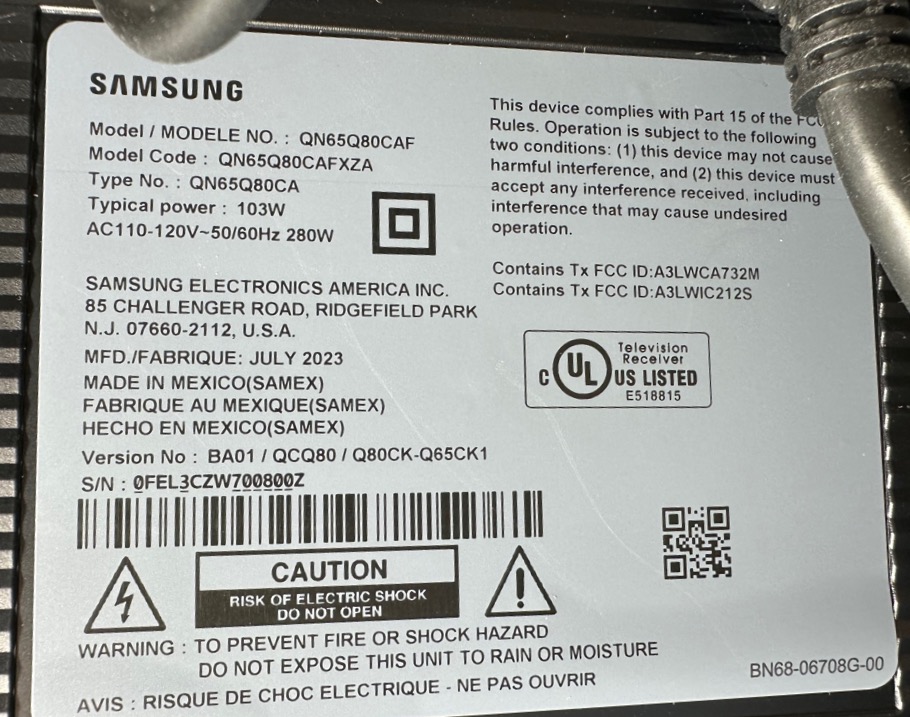 SAMSUNG
Model / MODELE NO. : QN65Q80CAF
Model Code : QN65Q80CAFXZA
Type No. : QN65Q80CA
Typical power : 103W
AC110-120V~50/60Hz 280W
This device complies with Part 15 of the FCC
Rules. Operation is subject to the following
two conditions: (1) this device may not cause
harmful interference, and (2) this device must
accept any interference received, including
interference that may cause undesired
operation.
Contains Tx FCC ID:A3LWCA732M
Contains Tx FCC ID:A3LWIC212S
SAMSUNG ELECTRONICS AMERICA INC.
85 CHALLENGER ROAD, RIDGEFIELD PARK
N.J. 07660-2112, U.S.A.
MFD./FABRIQUE: JULY 2023
MADE IN MEXICO(SAMEX)
FABRIQUE AU MEXIQUE(SAMEX)
HECHO EN MEXICO(SAMEX)
C UL US LISTED
Television
Receiver
E518815
Version No : BA01 / QCQ80 / Q80CK-Q65CK1
S/N : 0FEL3CZW700800Z
CAUTION
RISK OF ELECTRIC SHOCK
DO NOT OPEN
WARNING : TO PREVENT FIRE OR SHOCK HAZARD
DO NOT EXPOSE THIS UNIT TO RAIN OR MOISTURE
AVIS : RISQUE DE CHOC ELECTRIQUE - NE PAS OUVRIR
BN68-06708G-00